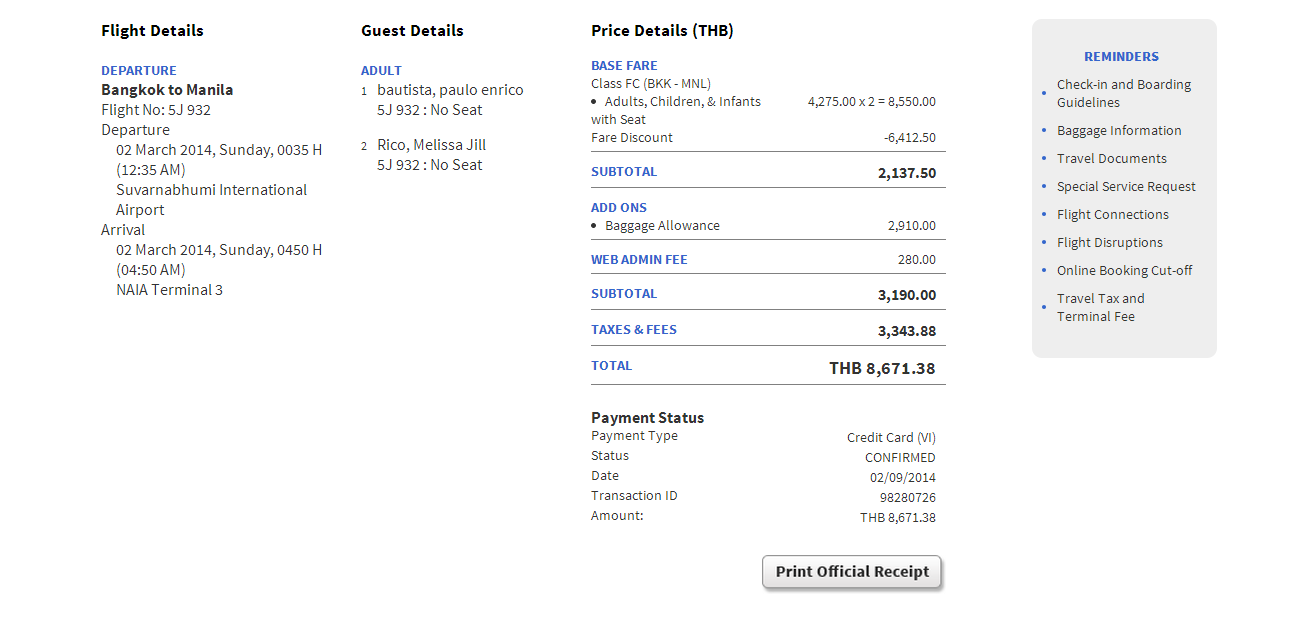 Flight Details
DEPARTURE
Bangkok to Manila
Flight No: 5J 932
Departure
02 March 2014, Sunday, 0035 H
(12:35 AM)
Suvarnabhumi International
Airport
Arrival
02 March 2014, Sunday, 0450 H
(04:50 AM)
NAIA Terminal 3
Guest Details
ADULT
1 bautista, paulo enrico
5J 932 : No Seat
2 Rico, Melissa Jill
5J 932 : No Seat
Price Details (THB)
BASE FARE
Class FC (BKK - MNL)
• Adults, Children, & Infants 4,275.00 x 2 = 8,550.00
with Seat
Fare Discount -6,412.50
SUBTOTAL 2,137.50
ADD ONS
• Baggage Allowance 2,910.00
WEB ADMIN FEE 280.00
SUBTOTAL 3,190.00
TAXES & FEES 3,343.88
TOTAL THB 8,671.38
Payment Status
Payment Type Credit Card (VI)
Status CONFIRMED
Date 02/09/2014
Transaction ID 98280726
Amount: THB 8,671.38
Print Official Receipt
REMINDERS
• Check-in and Boarding
Guidelines
• Baggage Information
• Travel Documents
• Special Service Request
• Flight Connections
• Flight Disruptions
• Online Booking Cut-off
• Travel Tax and
Terminal Fee